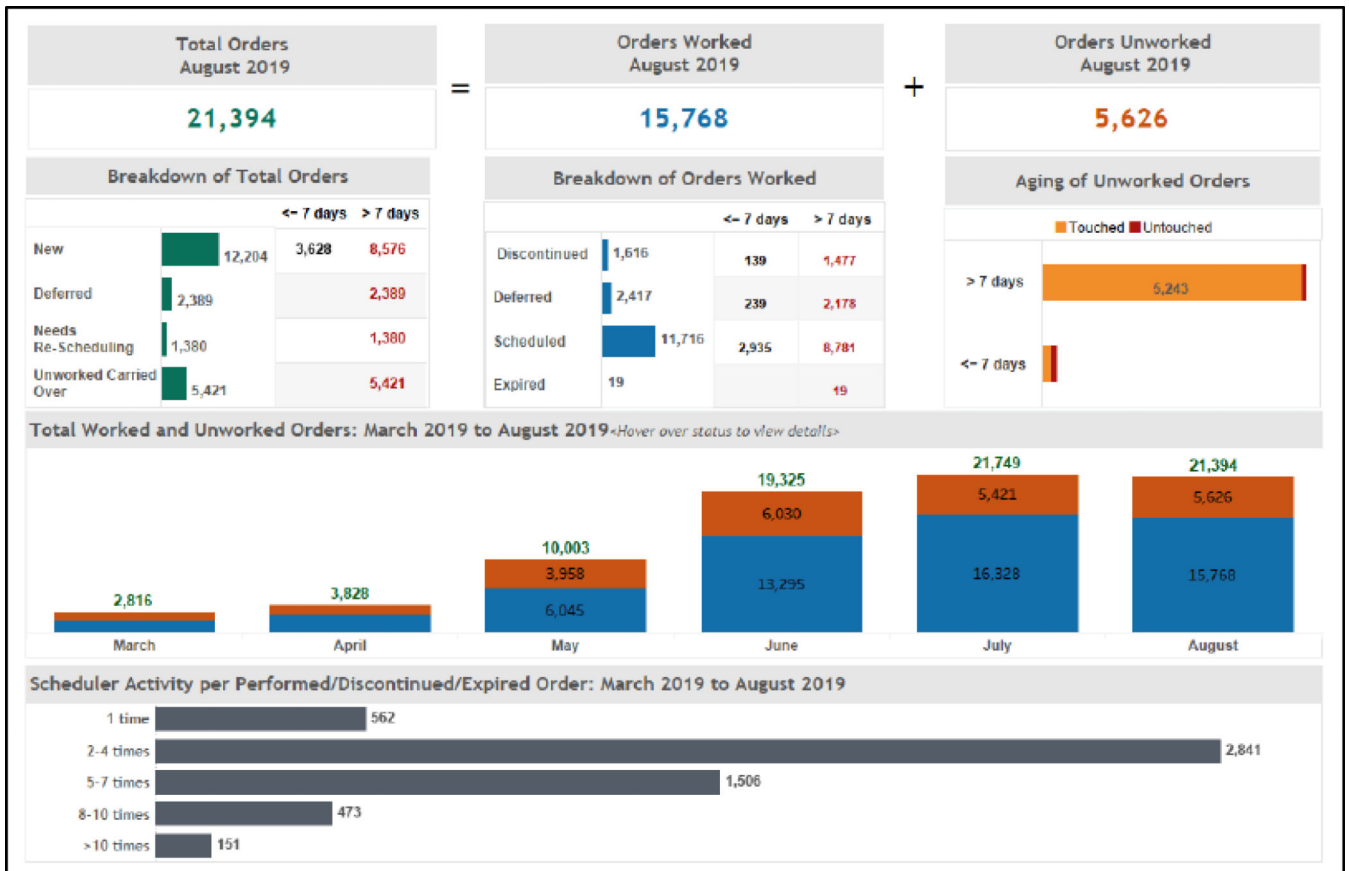 Total Orders
August 2019
21,394
=
Orders Worked
August 2019
15,768
+
Orders Unworked
August 2019
5,626
Breakdown of Total Orders
<= 7 days > 7 days
New 12,204 3,628 8,576
Deferred 2,389 2,389
Needs
Re-Scheduling 1,380 1,380
Unworked Carried
Over 5,421 5,421
Breakdown of Orders Worked
<= 7 days > 7 days
Discontinued 1,616 139 1,477
Deferred 2,417 239 2,178
Scheduled 11,716 2,935 8,781
Expired 19 19
Aging of Unworked Orders
Touched Untouched
> 7 days 5,243
<= 7 days
Total Worked and Unworked Orders: March 2019 to August 2019 <Hover over status to view details>
2,816
3,828
10,003
3,958
6,045
19,325
6,030
13,295
21,749
5,421
16,328
21,394
5,626
15,768
March April May June July August
Scheduler Activity per Performed/Discontinued/Expired Order: March 2019 to August 2019
1 time 562
2-4 times 2,841
5-7 times 1,506
8-10 times 473
>10 times 151